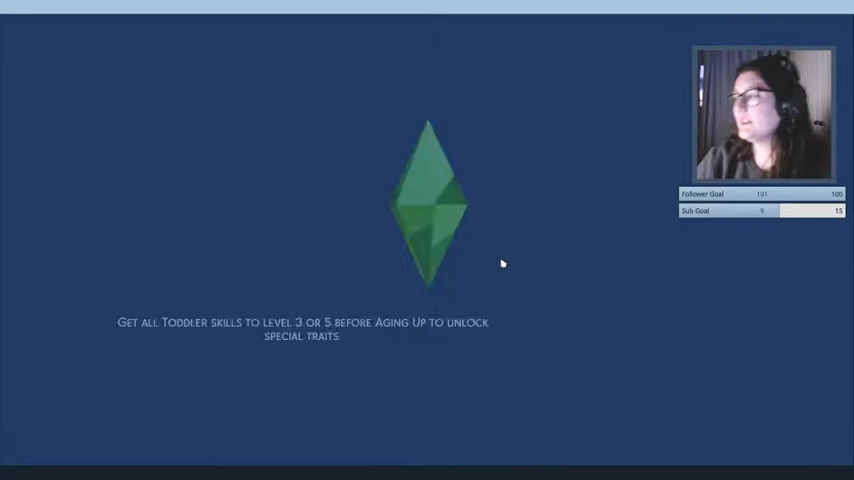 Follower Goal 101 100
Sub Goal 9 15
GET ALL TODDLER SKILLS TO LEVEL 3 OR 5 BEFORE AGING UP TO UNLOCK
SPECIAL TRAITS.